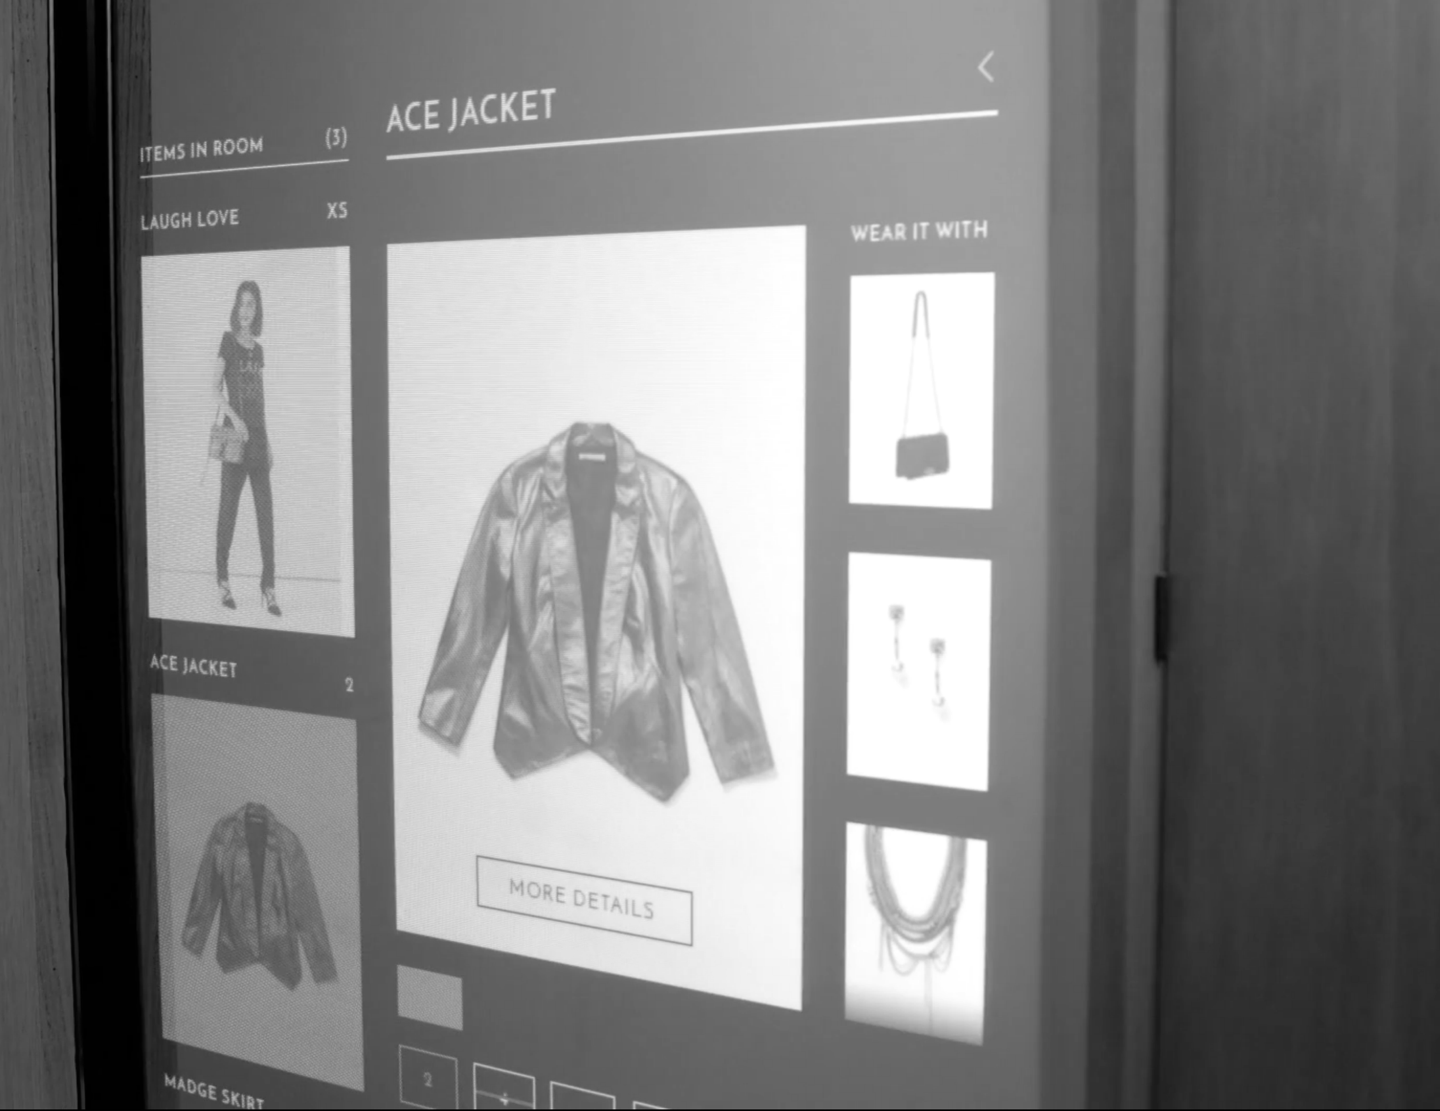 ITEMS IN ROOM (3)
LAUGH LOVE XS
ACE JACKET 2
MADGE SKIRT
ACE JACKET
MORE DETAILS
2
4
WEAR IT WITH